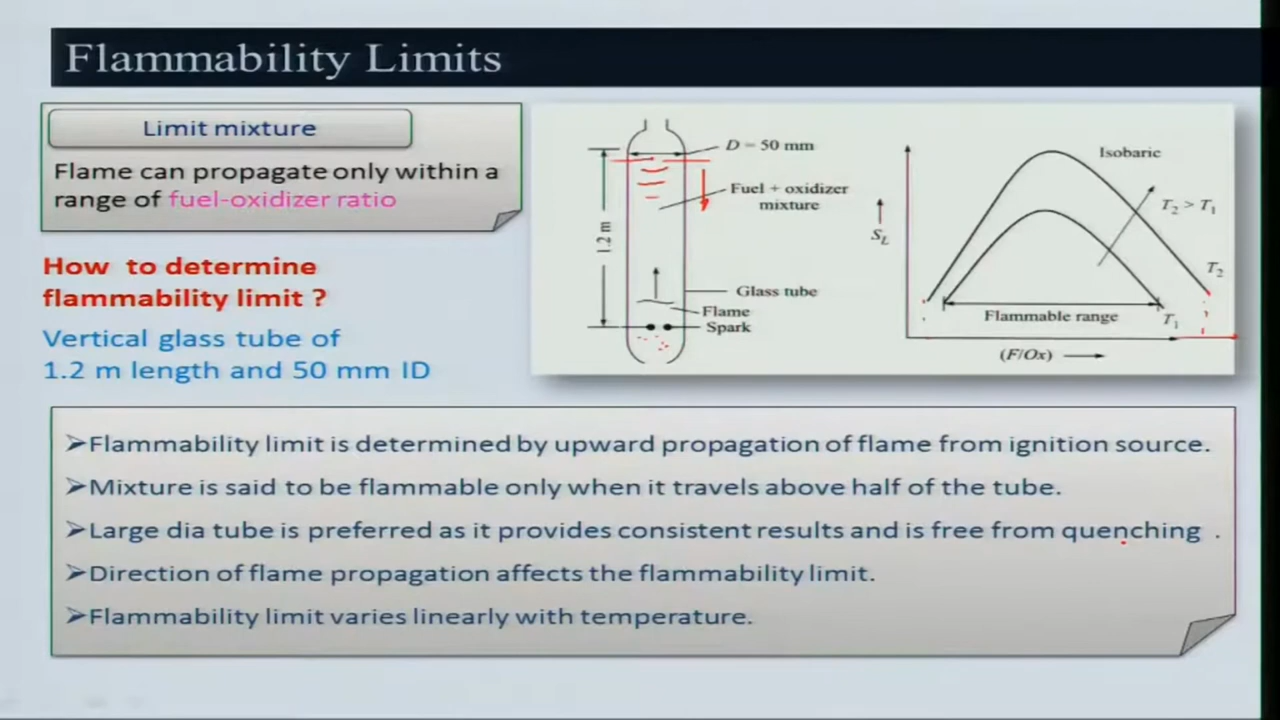 Flammability Limits
Limit mixture
Flame can propagate only within a
range of fuel-oxidizer ratio
How to determine
flammability limit ?
Vertical glass tube of
1.2 m length and 50 mm ID
D = 50 mm
Fuel + oxidizer
mixture
1.2 m
Glass tube
Flame
Spark
Isobaric
T2 > T1
SL
T2
Flammable range
T1
(F/Ox)
➢Flammability limit is determined by upward propagation of flame from ignition source.
➢Mixture is said to be flammable only when it travels above half of the tube.
➢Large dia tube is preferred as it provides consistent results and is free from quenching .
➢Direction of flame propagation affects the flammability limit.
➢Flammability limit varies linearly with temperature.